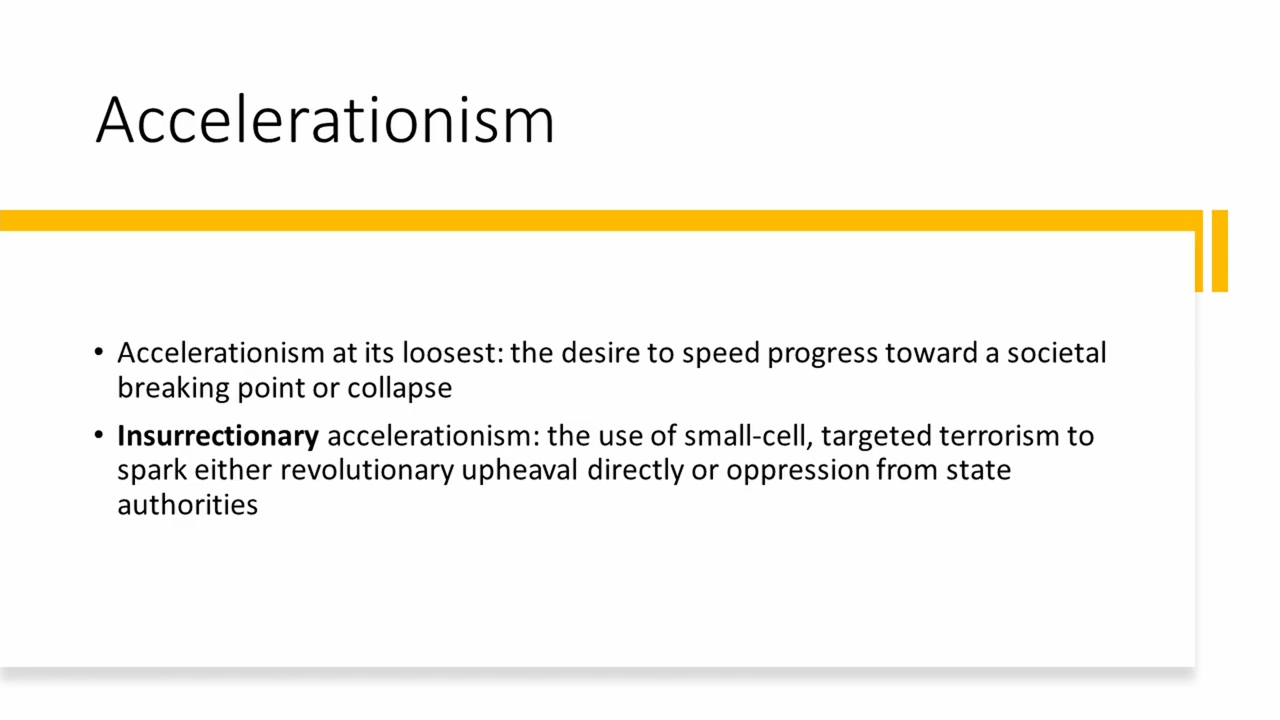 Accelerationism
• Accelerationism at its loosest: the desire to speed progress toward a societal
breaking point or collapse
• Insurrectionary accelerationism: the use of small-cell, targeted terrorism to
spark either revolutionary upheaval directly or oppression from state
authorities